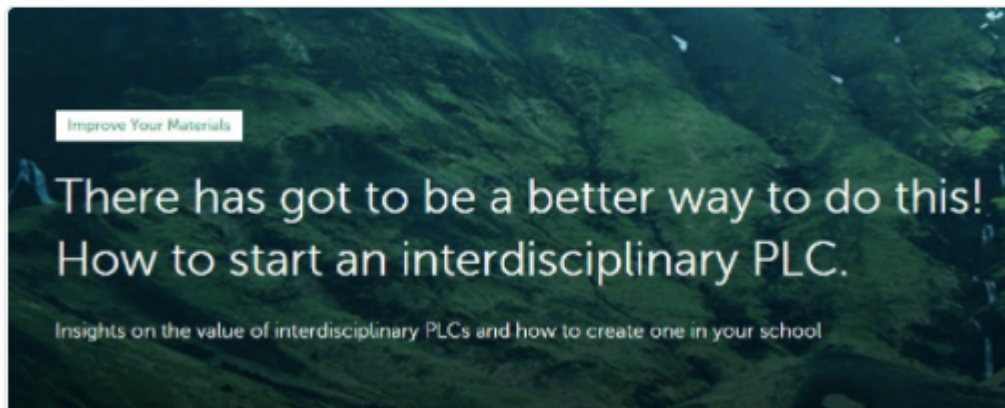 Improve Your Materials
There has got to be a better way to do this!
How to start an interdisciplinary PLC.
Insights on the value of interdisciplinary PLCs and how to create one in your school